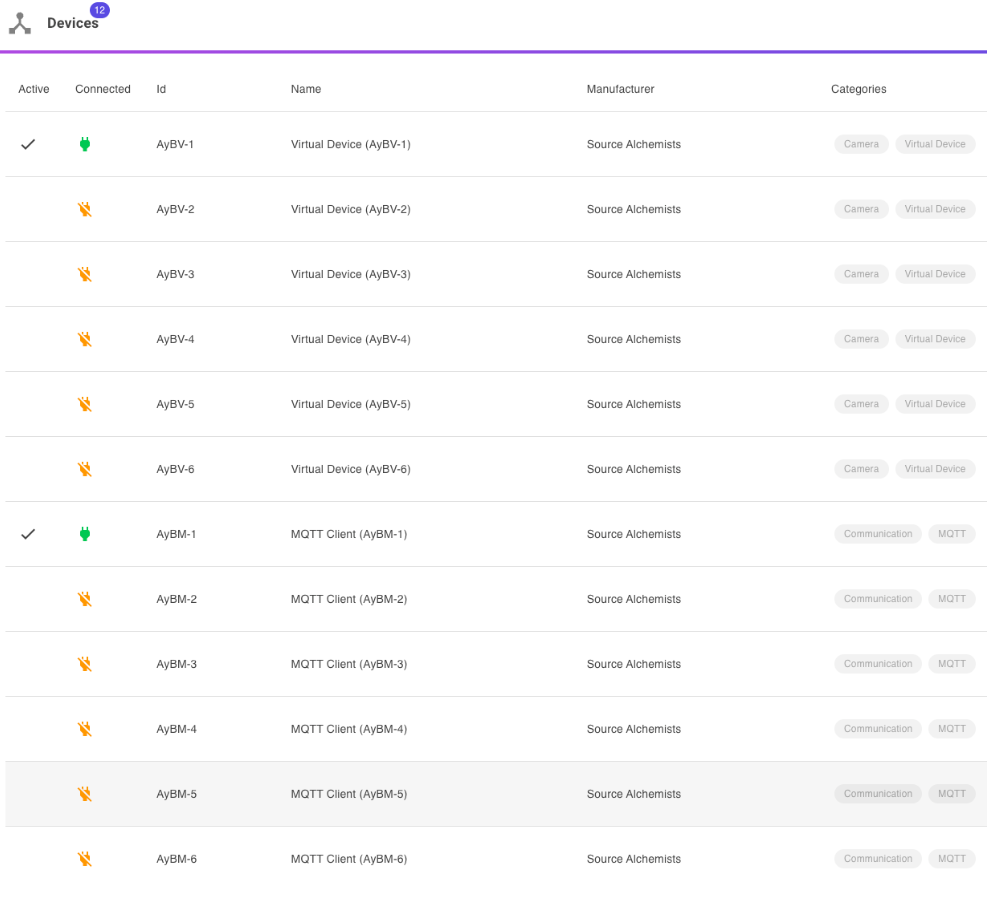 Devices 12
Active Connected Id Name Manufacturer Categories
AyBV-1 Virtual Device (AyBV-1) Source Alchemists Camera Virtual Device
AyBV-2 Virtual Device (AyBV-2) Source Alchemists Camera Virtual Device
AyBV-3 Virtual Device (AyBV-3) Source Alchemists Camera Virtual Device
AyBV-4 Virtual Device (AyBV-4) Source Alchemists Camera Virtual Device
AyBV-5 Virtual Device (AyBV-5) Source Alchemists Camera Virtual Device
AyBV-6 Virtual Device (AyBV-6) Source Alchemists Camera Virtual Device
AyBM-1 MQTT Client (AyBM-1) Source Alchemists Communication MQTT
AyBM-2 MQTT Client (AyBM-2) Source Alchemists Communication MQTT
AyBM-3 MQTT Client (AyBM-3) Source Alchemists Communication MQTT
AyBM-4 MQTT Client (AyBM-4) Source Alchemists Communication MQTT
AyBM-5 MQTT Client (AyBM-5) Source Alchemists Communication MQTT
AyBM-6 MQTT Client (AyBM-6) Source Alchemists Communication MQTT